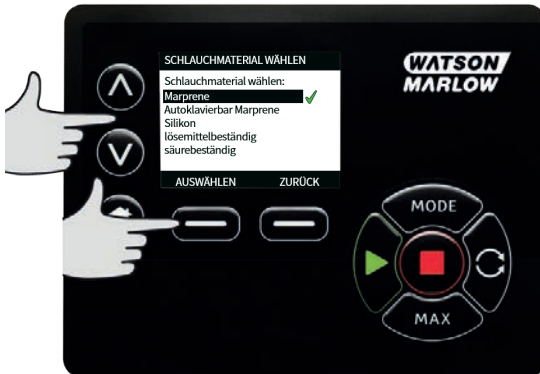 SCHLAUCHMATERIAL WÄHLEN
WATSON
MARLOW
Schlauchmaterial wählen:
Marprene
Autoklavierbar Marprene
Silikon
lösemittelbeständig
säurebeständig
AUSWÄHLEN ZURÜCK
MODE
MAX